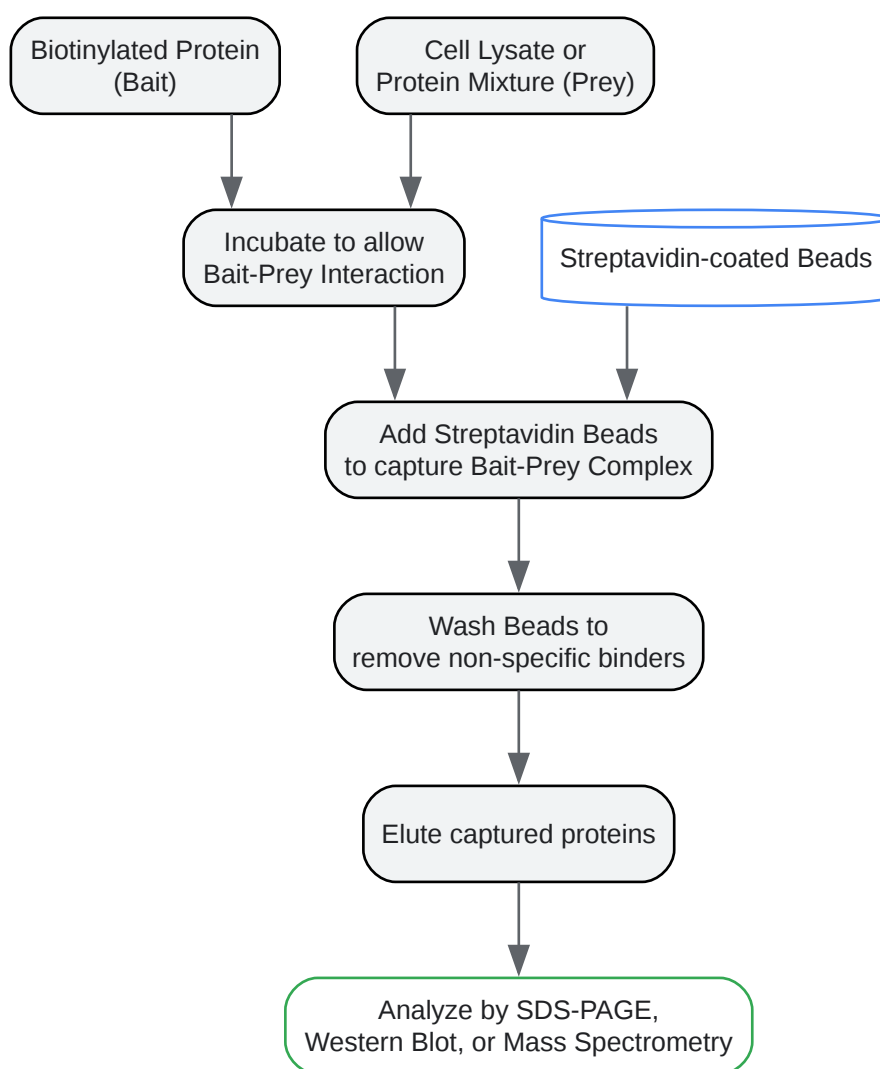 Biotinylated Protein
(Bait)
Cell Lysate or
Protein Mixture (Prey)
Incubate to allow
Bait-Prey Interaction
Streptavidin-coated Beads
Add Streptavidin Beads
to capture Bait-Prey Complex
Wash Beads to
remove non-specific binders
Elute captured proteins
Analyze by SDS-PAGE,
Western Blot, or Mass Spectrometry